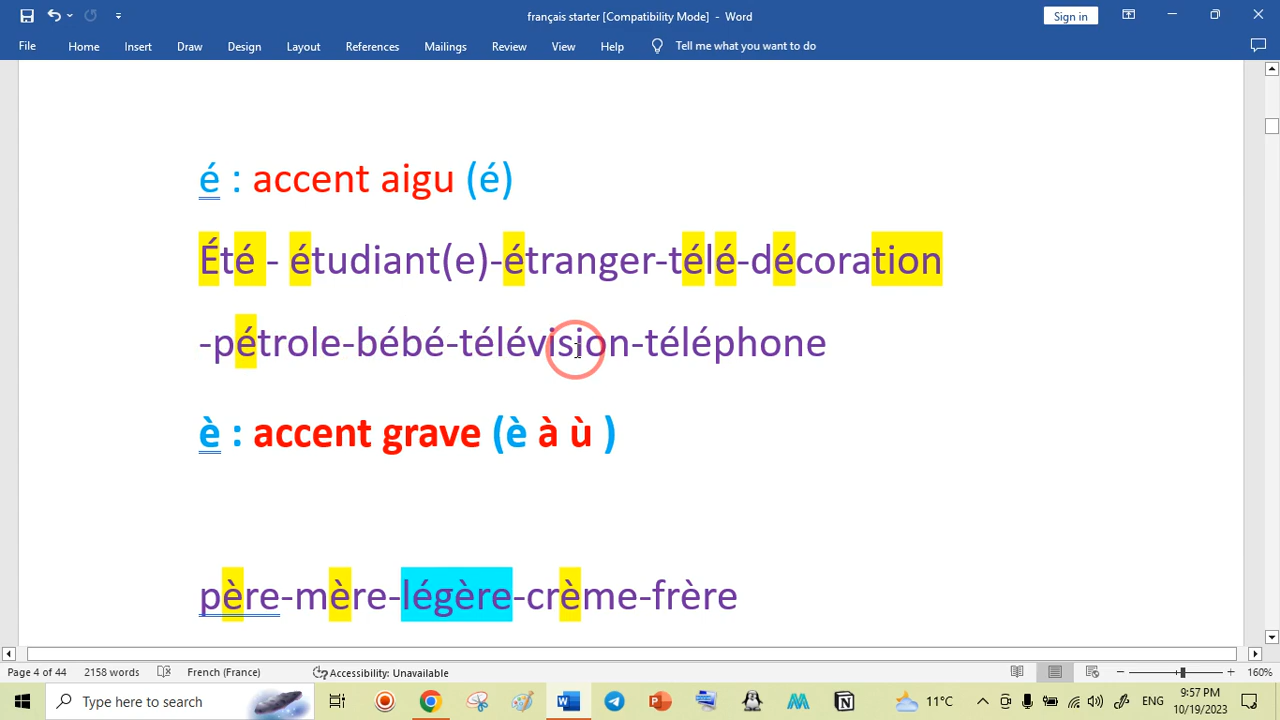 français starter [Compatibility Mode] - Word
Sign in
File Home Insert Draw Design Layout References Mailings Review View Help Tell me what you want to do
é : accent aigu (é)
Été - étudiant(e)-étranger-télé-décoration
-pétrole-bébé-télévision-téléphone
è : accent grave (è à ù )
père-mère-légère-crème-frère
Page 4 of 44 2158 words French (France) Accessibility: Unavailable 160%
Type here to search 11°C ENG 9:57 PM
10/19/2023